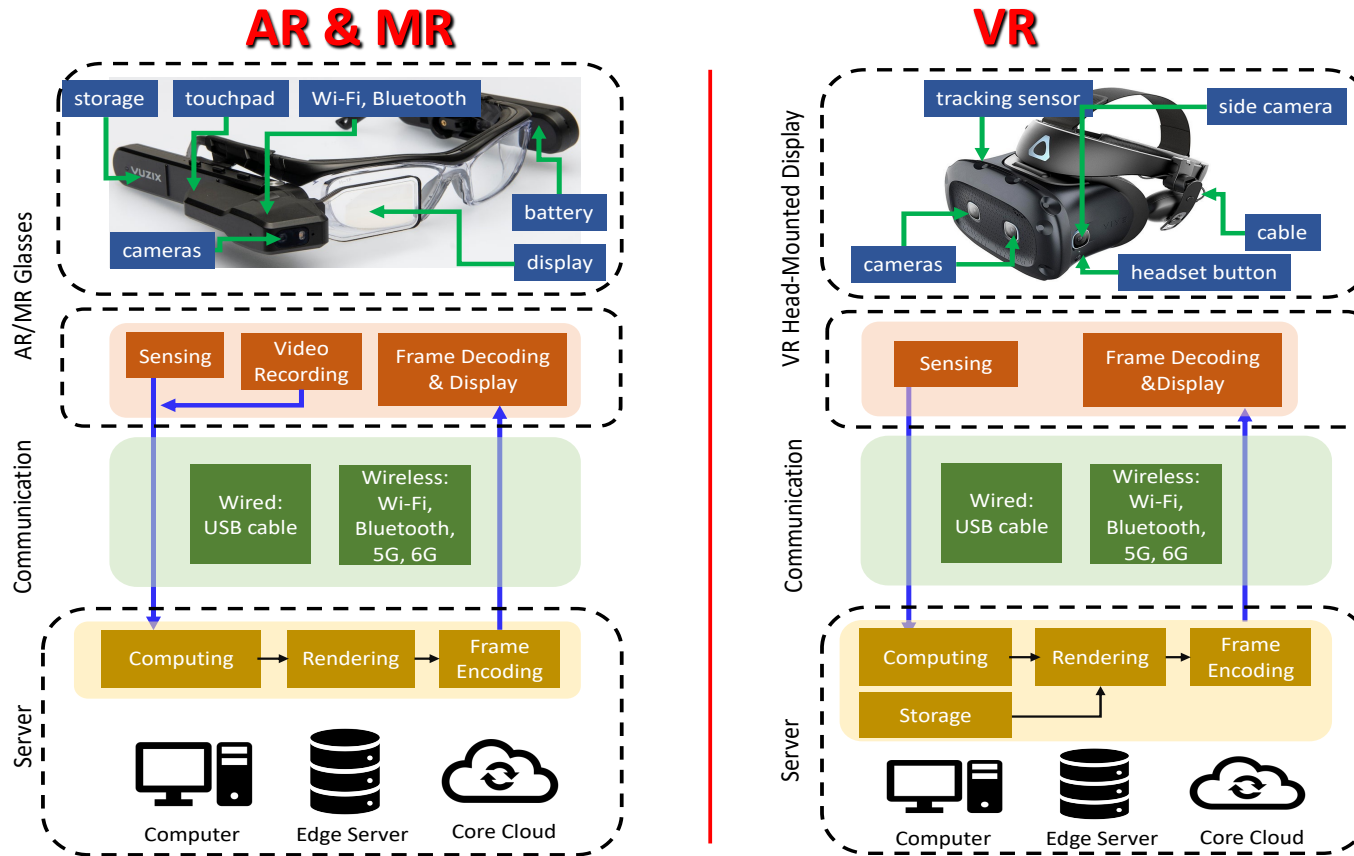 AR & MR
AR/MR Glasses
storage
touchpad
Wi-Fi, Bluetooth
VUZIX
cameras
battery
display
Sensing
Video
Recording
Frame Decoding
& Display
Communication
Wired:
USB cable
Wireless:
Wi-Fi,
Bluetooth,
5G, 6G
Server
Computing
Rendering
Frame
Encoding
Computer
Edge Server
Core Cloud
VR
VR Head-Mounted Display
tracking sensor
side camera
cameras
cable
headset button
Sensing
Frame Decoding
&Display
Communication
Wired:
USB cable
Wireless:
Wi-Fi,
Bluetooth,
5G, 6G
Server
Computing
Rendering
Frame
Encoding
Storage
Computer
Edge Server
Core Cloud